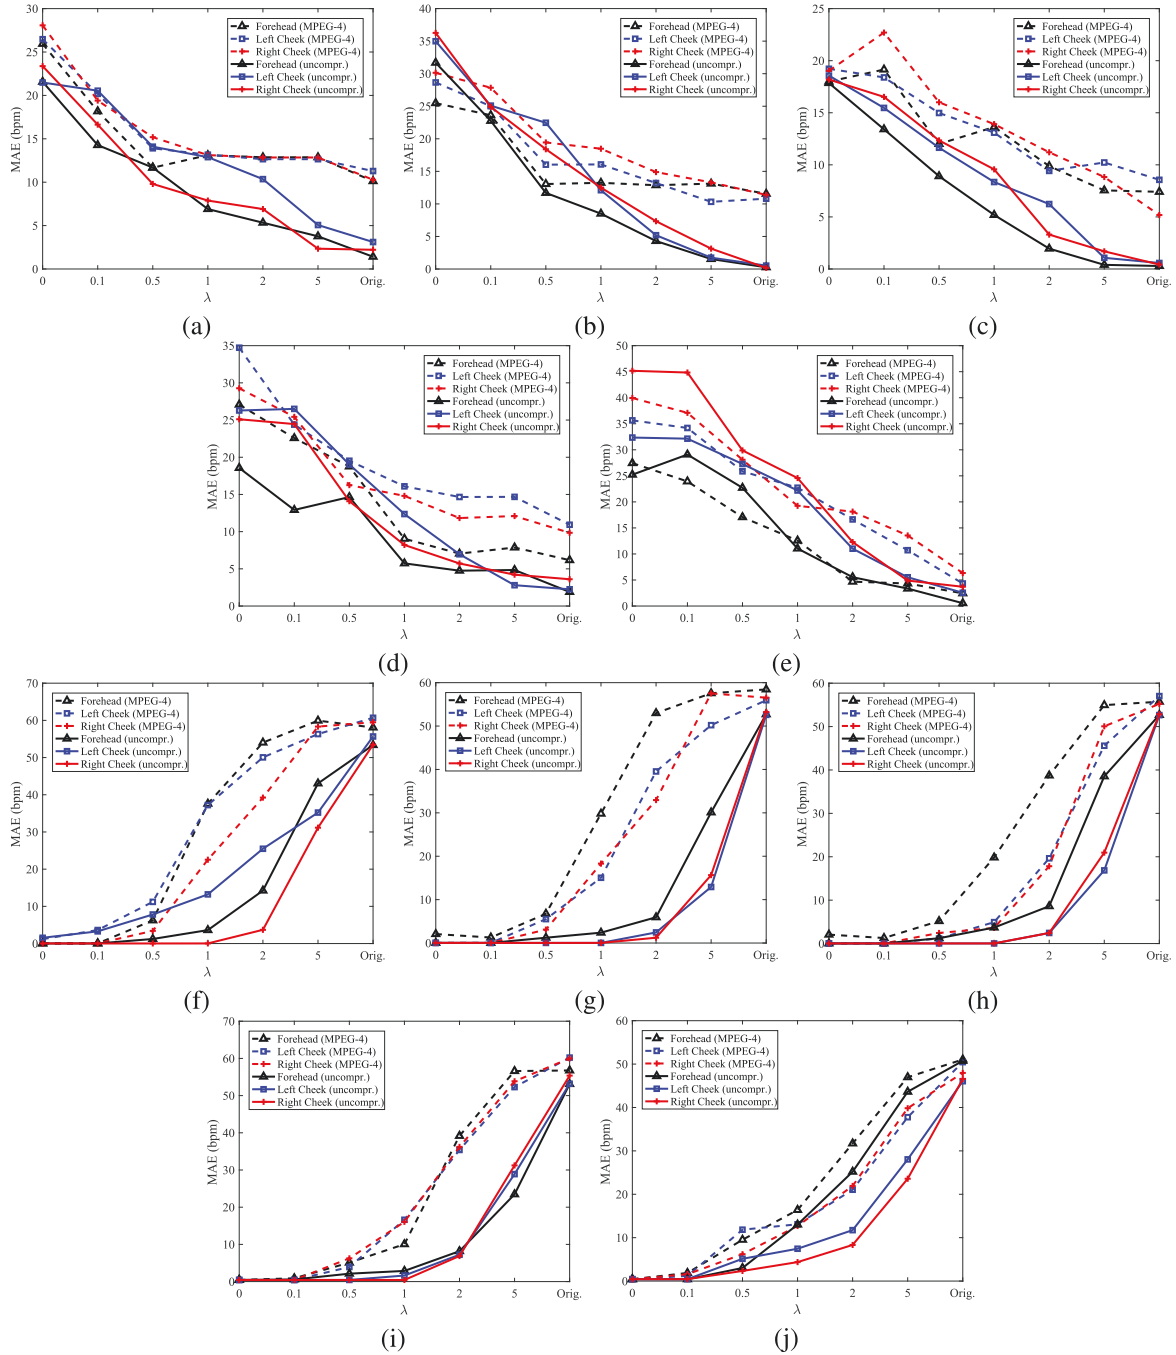 30
25
20
15
10
5
0
MAE (bpm)
Forehead (MPEG-4)
Left Cheek (MPEG-4)
Right Cheek (MPEG-4)
Forehead (uncompr.)
Left Cheek (uncompr.)
Right Cheek (uncompr.)
0 0.1 0.5 1 2 5 Orig.
λ
(a)
40
35
30
25
20
15
10
5
0
MAE (bpm)
Forehead (MPEG-4)
Left Cheek (MPEG-4)
Right Cheek (MPEG-4)
Forehead (uncompr.)
Left Cheek (uncompr.)
Right Cheek (uncompr.)
0 0.1 0.5 1 2 5 Orig.
λ
(b)
25
20
15
10
5
0
MAE (bpm)
Forehead (MPEG-4)
Left Cheek (MPEG-4)
Right Cheek (MPEG-4)
Forehead (uncompr.)
Left Cheek (uncompr.)
Right Cheek (uncompr.)
0 0.1 0.5 1 2 5 Orig.
λ
(c)
35
30
25
20
15
10
5
0
MAE (bpm)
Forehead (MPEG-4)
Left Cheek (MPEG-4)
Right Cheek (MPEG-4)
Forehead (uncompr.)
Left Cheek (uncompr.)
Right Cheek (uncompr.)
0 0.1 0.5 1 2 5 Orig.
λ
(d)
50
45
40
35
30
25
20
15
10
5
0
MAE (bpm)
Forehead (MPEG-4)
Left Cheek (MPEG-4)
Right Cheek (MPEG-4)
Forehead (uncompr.)
Left Cheek (uncompr.)
Right Cheek (uncompr.)
0 0.1 0.5 1 2 5 Orig.
λ
(e)
70
60
50
40
30
20
10
0
MAE (bpm)
Forehead (MPEG-4)
Left Cheek (MPEG-4)
Right Cheek (MPEG-4)
Forehead (uncompr.)
Left Cheek (uncompr.)
Right Cheek (uncompr.)
0 0.1 0.5 1 2 5 Orig.
λ
(f)
60
50
40
30
20
10
0
MAE (bpm)
Forehead (MPEG-4)
Left Cheek (MPEG-4)
Right Cheek (MPEG-4)
Forehead (uncompr.)
Left Cheek (uncompr.)
Right Cheek (uncompr.)
0 0.1 0.5 1 2 5 Orig.
λ
(g)
60
50
40
30
20
10
0
MAE (bpm)
Forehead (MPEG-4)
Left Cheek (MPEG-4)
Right Cheek (MPEG-4)
Forehead (uncompr.)
Left Cheek (uncompr.)
Right Cheek (uncompr.)
0 0.1 0.5 1 2 5 Orig.
λ
(h)
70
60
50
40
30
20
10
0
MAE (bpm)
Forehead (MPEG-4)
Left Cheek (MPEG-4)
Right Cheek (MPEG-4)
Forehead (uncompr.)
Left Cheek (uncompr.)
Right Cheek (uncompr.)
0 0.1 0.5 1 2 5 Orig.
λ
(i)
60
50
40
30
20
10
0
MAE (bpm)
Forehead (MPEG-4)
Left Cheek (MPEG-4)
Right Cheek (MPEG-4)
Forehead (uncompr.)
Left Cheek (uncompr.)
Right Cheek (uncompr.)
0 0.1 0.5 1 2 5 Orig.
λ
(j)